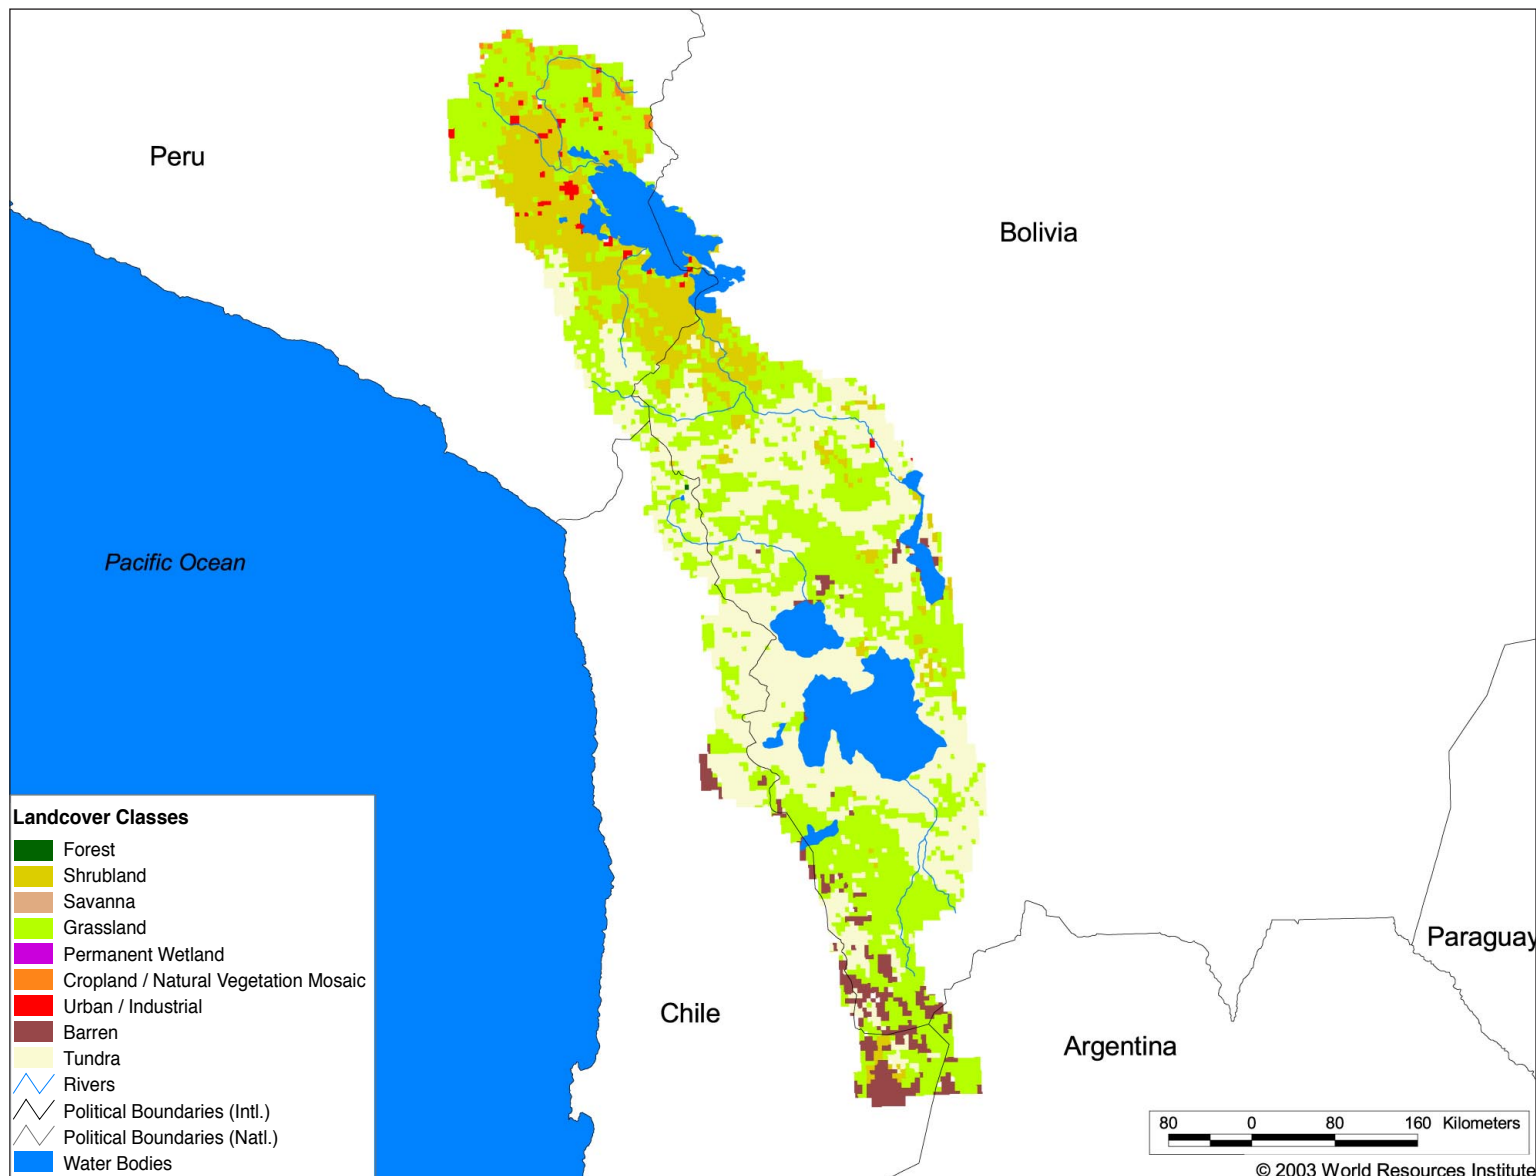 Peru
Bolivia
Pacific Ocean
Landcover Classes
Forest
Shrubland
Savanna
Grassland
Permanent Wetland
Cropland / Natural Vegetation Mosaic
Urban / Industrial
Barren
Tundra
Rivers
Political Boundaries (Intl.)
Political Boundaries (Natl.)
Water Bodies
Paraguay
Chile
Argentina
80 0 80 160 Kilometers
© 2003 World Resources Institute